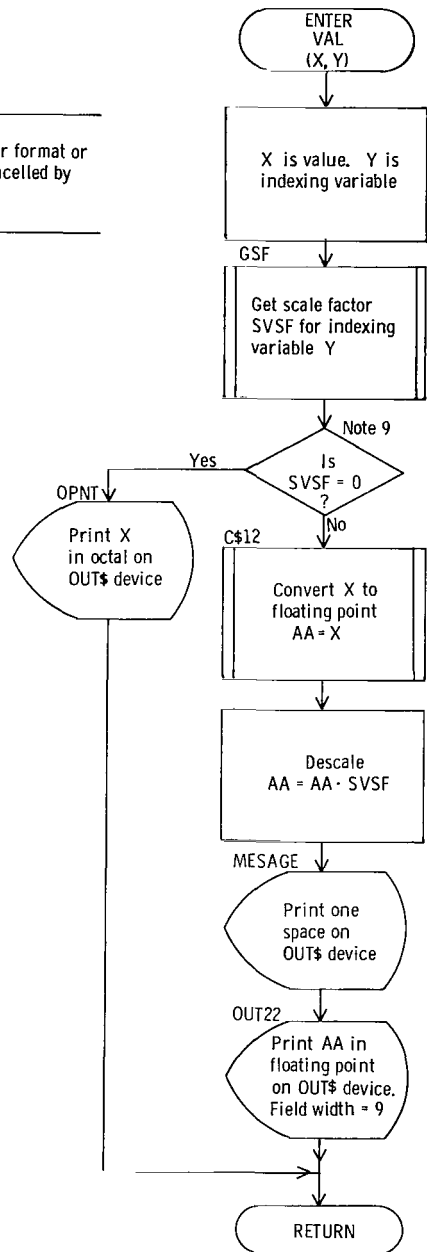 ENTER
VAL
(X, Y)
r format or
ncelled by
X is value. Y is
indexing variable
GSF
Get scale factor
SVSF for indexing
variable Y
Note 9
Is
SVSF = 0
?
Yes
No
OPNT
Print X
in octal on
OUT$ device
C$12
Convert X to
floating point
AA = X
Descale
AA = AA · SVSF
MESAGE
Print one
space on
OUT$ device
OUT22
Print AA in
floating point
on OUT$ device.
Field width = 9
RETURN